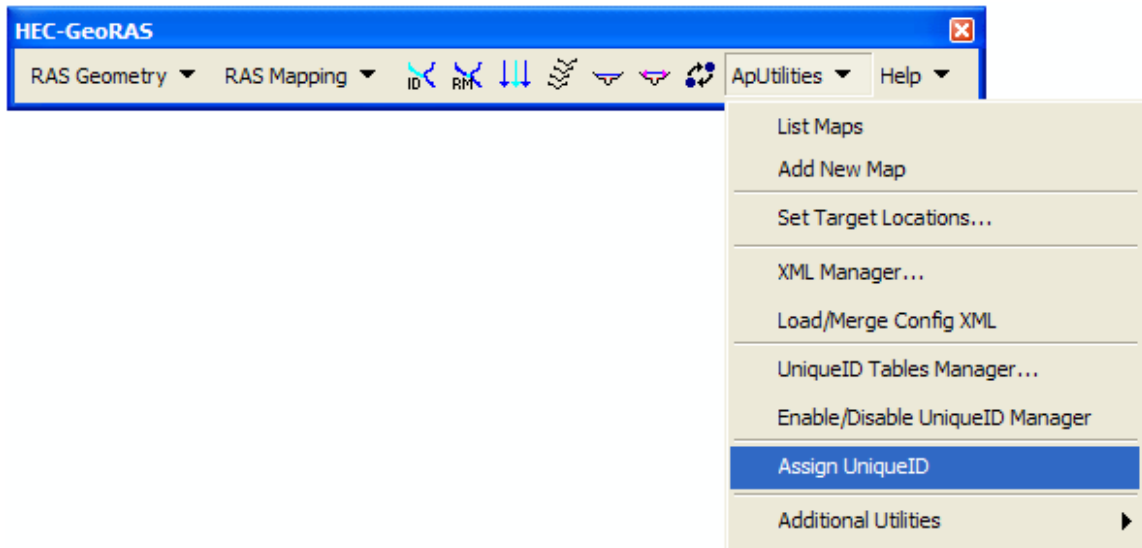 HEC-GeoRAS
RAS Geometry RAS Mapping ID RM ApUtilities Help
List Maps
Add New Map
Set Target Locations...
XML Manager...
Load/Merge Config XML
UniqueID Tables Manager...
Enable/Disable UniqueID Manager
Assign UniqueID
Additional Utilities